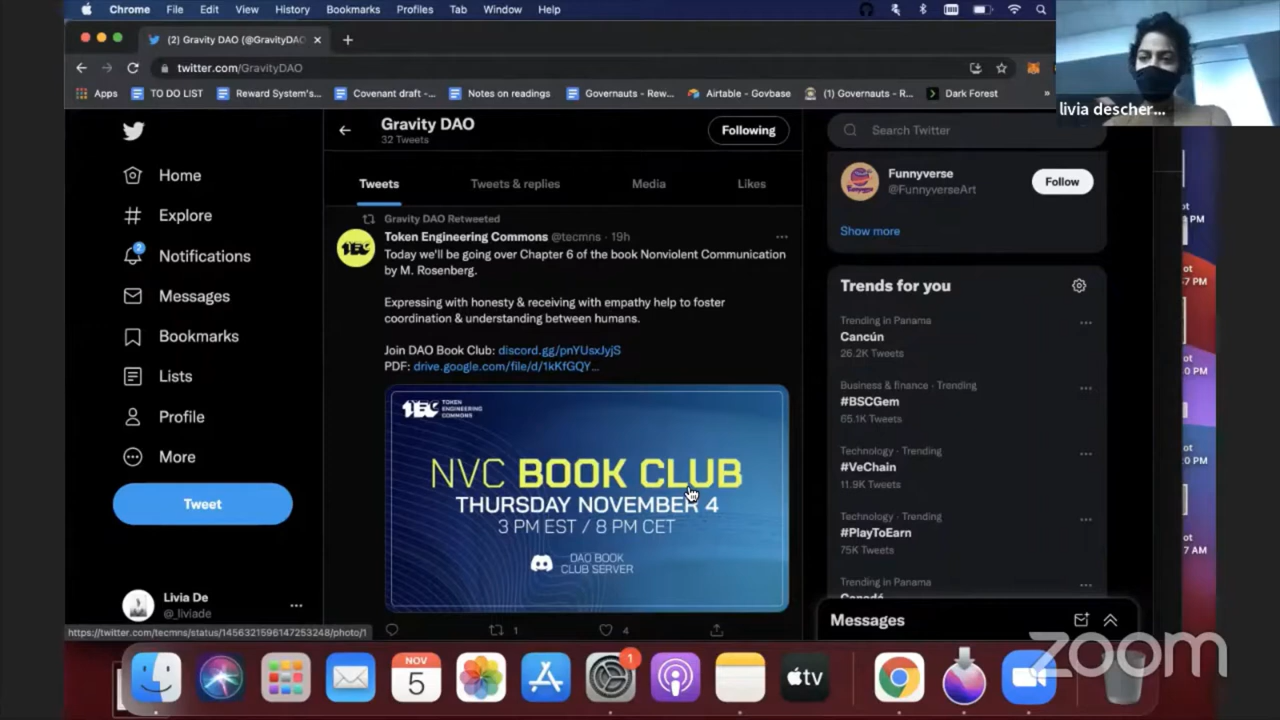 Chrome File Edit View History Bookmarks Profiles Tab Window Help
(2) Gravity DAO (@GravityDAO
twitter.com/GravityDAO
Apps TO DO LIST Reward System's... Covenant draft -... Notes on readings Governauts - Rew... Airtable - Govbase (1) Governauts - R... Dark Forest »
livia descher...
Home
Explore
2
Notifications
Messages
Bookmarks
Lists
Profile
More
Tweet
Livia De
@_liviade
https://twitter.com/tecmns/status/1456321596147253248/photo/1
Gravity DAO
32 Tweets
Following
Tweets Tweets & replies Media Likes
Gravity DAO Retweeted
Token Engineering Commons @tecmns · 19h
Today we'll be going over Chapter 6 of the book Nonviolent Communication
by M. Rosenberg.
Expressing with honesty & receiving with empathy help to foster
coordination & understanding between humans.
Join DAO Book Club: discord.gg/pnYUsxJyjS
PDF: drive.google.com/file/d/1kKfGQY...
TEC TOKEN
ENGINEERING
COMMONS
NVC BOOK CLUB
THURSDAY NOVEMBER 4
3 PM EST / 8 PM CET
DAO BOOK
CLUB SERVER
1 4
Search Twitter
Funnyverse
@FunnyverseArt
Follow
Show more
Trends for you
Trending in Panama
Cancún
26.2K Tweets
Business & finance · Trending
#BSCGem
65.1K Tweets
Technology · Trending
#VeChain
11.9K Tweets
Technology · Trending
#PlayToEarn
75K Tweets
Trending in Panama
Messages
NOV
5
1
tv
zoom